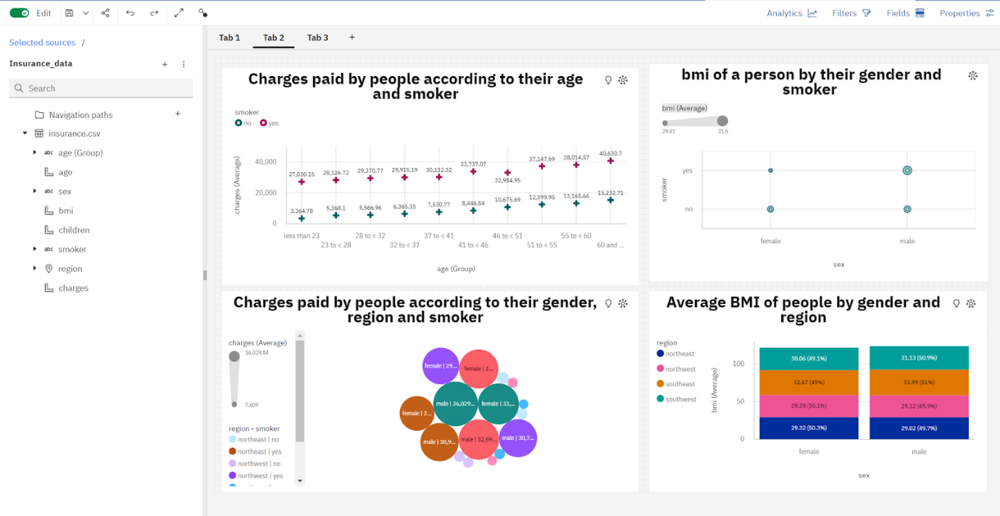 Edit
Analytics
Filters
Fields
Properties
Selected sources /
Insurance_data
Search
Navigation paths
insurance.csv
abc age (Group)
age
abc sex
bmi
children
abc smoker
region
charges
Tab 1 Tab 2 Tab 3 +
Charges paid by people according to their age
and smoker
smoker
no yes
charges (Average)
40,000
20,000
0
27,030.15 28,126.72 29,370.77 29,915.19 30,132.32 33,737.07 32,984.95 37,147.59 38,014.57 40,630.7
3,364.78 5,368.1 5,566.96 6,365.35 7,530.77 8,446.84 10,675.69 12,399.95 13,165.66 15,232.71
less than 23 28 to < 32 37 to < 41 46 to < 51 55 to < 60
23 to < 28 32 to < 37 41 to < 46 51 to < 55 60 and ...
age (Group)
bmi of a person by their gender and
smoker
bmi (Average)
29.61 31.5
smoker
yes
no
female male
sex
Charges paid by people according to their gender,
region and smoker
charges (Average)
36,029.84
7,609
region - smoker
northeast | no
northeast | yes
northwest | no
northwest | yes
female | 29...
female | 3...
male | 36,029...
female | 33,...
female | 2...
male | 30,9...
male | 32,59...
male | 30,7...
Average BMI of people by gender and
region
region
northeast
northwest
southeast
southwest
bmi (Average)
100
50
0
30.06 (49.1%) 31.13 (50.9%)
32.67 (49%) 33.99 (51%)
29.28 (50.1%) 29.12 (49.9%)
29.32 (50.3%) 29.02 (49.7%)
female male
sex